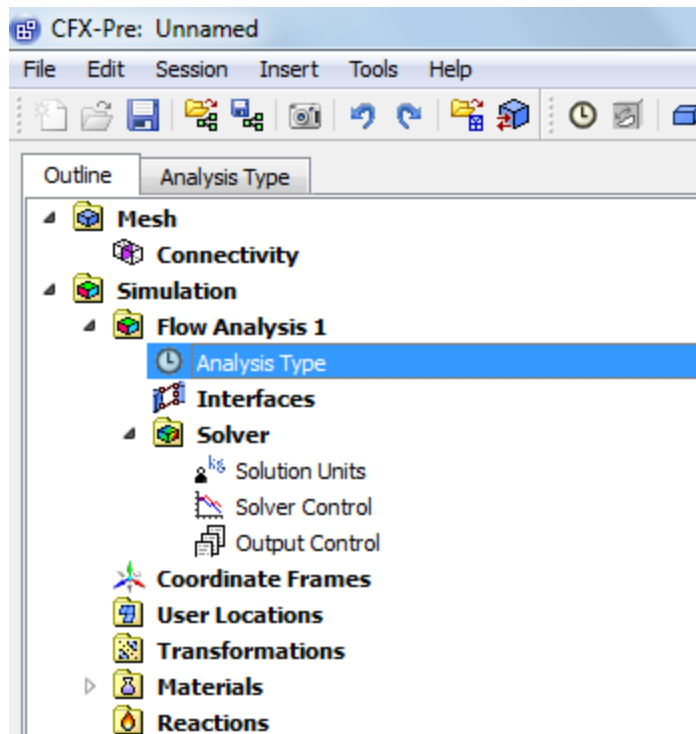 CFX-Pre: Unnamed
File Edit Session Insert Tools Help
Outline Analysis Type
Mesh
Connectivity
Simulation
Flow Analysis 1
Analysis Type
Interfaces
Solver
kg Solution Units
Solver Control
Output Control
Coordinate Frames
User Locations
Transformations
Materials
Reactions